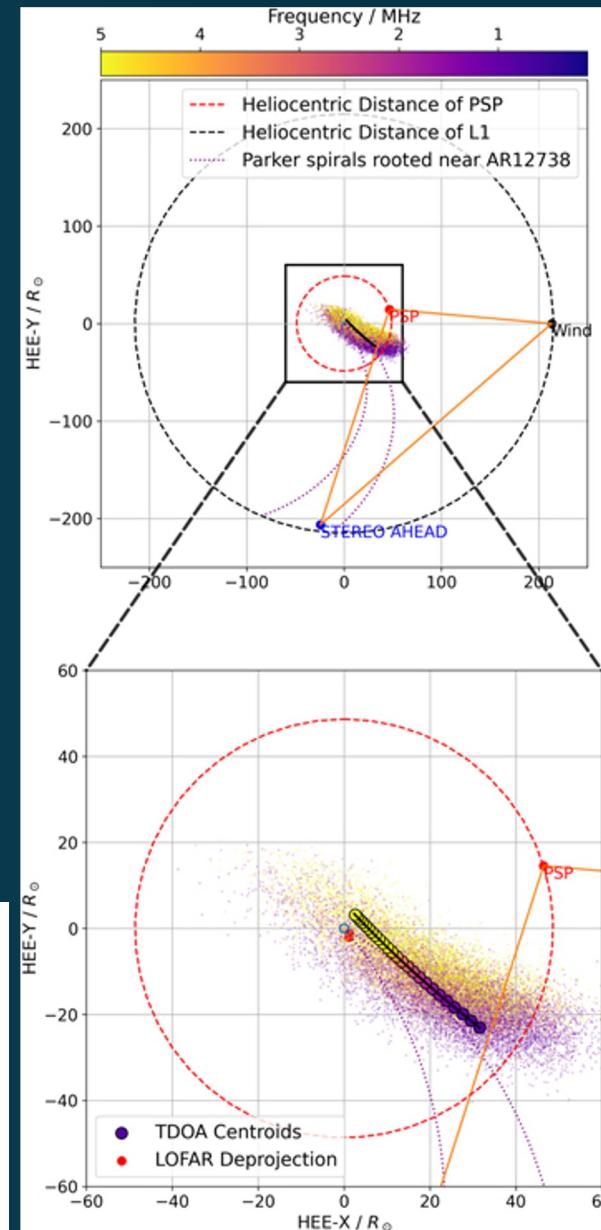 Frequency / MHz
5 4 3 2 1
Heliocentric Distance of PSP
Heliocentric Distance of L1
Parker spirals rooted near AR12738
200
100
0
−100
−200
HEE-Y / R☉
PSP
Wind
STEREO AHEAD
−200 −100 0 100 200
60
40
20
0
−20
−40
−60
HEE-Y / R☉
PSP
TDOA Centroids
LOFAR Deprojection
−60 −40 −20 0 20 40 60
HEE-X / R☉